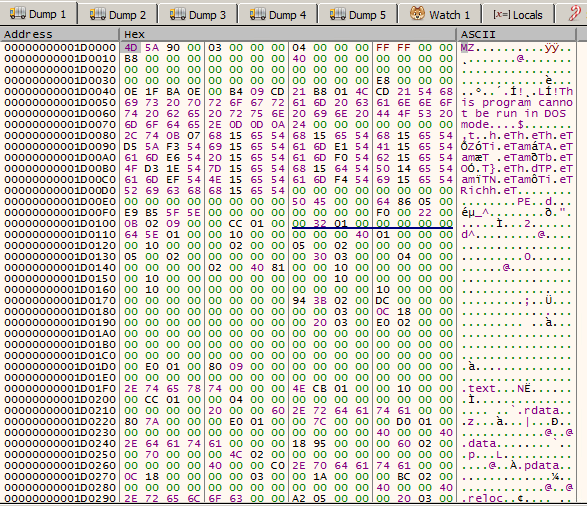 Dump 1 Dump 2 Dump 3 Dump 4 Dump 5 Watch 1 [x=] Locals
Address Hex ASCII
00000000001D0000 4D 5A 90 00 03 00 00 00 04 00 00 00 FF FF 00 00 MZ..........ÿÿ..
00000000001D0010 B8 00 00 00 00 00 00 00 40 00 00 00 00 00 00 00 ¸.......@.......
00000000001D0020 00 00 00 00 00 00 00 00 00 00 00 00 00 00 00 00 ................
00000000001D0030 00 00 00 00 00 00 00 00 00 00 00 00 E8 00 00 00 ............è...
00000000001D0040 0E 1F BA 0E 00 B4 09 CD 21 B8 01 4C CD 21 54 68 ..º..´.Í!¸.LÍ!Th
00000000001D0050 69 73 20 70 72 6F 67 72 61 6D 20 63 61 6E 6E 6F is program canno
00000000001D0060 74 20 62 65 20 72 75 6E 20 69 6E 20 44 4F 53 20 t be run in DOS
00000000001D0070 6D 6F 64 65 2E 0D 0D 0A 24 00 00 00 00 00 00 00 mode....$.......
00000000001D0080 2C 74 0B 07 68 15 65 54 68 15 65 54 68 15 65 54 ,t..h.eTh.eTh.eT
00000000001D0090 D5 5A F3 54 69 15 65 54 61 6D E1 54 41 15 65 54 ÕZóTi.eTamáTA.eT
00000000001D00A0 61 6D E6 54 20 15 65 54 61 6D F0 54 62 15 65 54 amæT .eTamðTb.eT
00000000001D00B0 4F D3 1E 54 7D 15 65 54 68 15 64 54 50 14 65 54 OÓ.T}.eTh.dTP.eT
00000000001D00C0 61 6D EF 54 4E 15 65 54 61 6D F4 54 69 15 65 54 amïTN.eTamôTi.eT
00000000001D00D0 52 69 63 68 68 15 65 54 00 00 00 00 00 00 00 00 Richh.eT........
00000000001D00E0 00 00 00 00 00 00 00 00 50 45 00 00 64 86 05 00 ........PE..d...
00000000001D00F0 E9 B5 5F 5E 00 00 00 00 00 00 00 00 F0 00 22 00 éµ_^........ð.".
00000000001D0100 0B 02 09 00 00 CC 01 00 00 32 01 00 00 00 00 00 .....Ì...2......
00000000001D0110 64 5E 01 00 00 10 00 00 00 00 00 40 01 00 00 00 d^.........@....
00000000001D0120 00 10 00 00 00 02 00 00 05 00 02 00 00 00 00 00 ................
00000000001D0130 05 00 02 00 00 00 00 00 00 30 03 00 00 04 00 00 .........0......
00000000001D0140 00 00 00 00 02 00 40 81 00 00 10 00 00 00 00 00 ......@.........
00000000001D0150 00 10 00 00 00 00 00 00 00 00 10 00 00 00 00 00 ................
00000000001D0160 00 10 00 00 00 00 00 00 00 00 00 00 10 00 00 00 ................
00000000001D0170 00 00 00 00 00 00 00 00 94 3B 02 00 DC 00 00 00 .........;..Ü...
00000000001D0180 00 00 00 00 00 00 00 00 00 00 03 00 0C 18 00 00 ................
00000000001D0190 00 00 00 00 00 00 00 00 00 20 03 00 E0 02 00 00 ......... ..à...
00000000001D01A0 00 00 00 00 00 00 00 00 00 00 00 00 00 00 00 00 ................
00000000001D01B0 00 00 00 00 00 00 00 00 00 00 00 00 00 00 00 00 ................
00000000001D01C0 00 00 00 00 00 00 00 00 00 00 00 00 00 00 00 00 ................
00000000001D01D0 00 E0 01 00 80 09 00 00 00 00 00 00 00 00 00 00 .à..............
00000000001D01E0 00 00 00 00 00 00 00 00 00 00 00 00 00 00 00 00 ................
00000000001D01F0 2E 74 65 78 74 00 00 00 4E CB 01 00 00 10 00 00 .text...NË......
00000000001D0200 00 CC 01 00 00 04 00 00 00 00 00 00 00 00 00 00 .Ì..............
00000000001D0210 00 00 00 00 20 00 00 60 2E 72 64 61 74 61 00 00 .... ..`.rdata..
00000000001D0220 80 7A 00 00 00 E0 01 00 00 7C 00 00 00 D0 01 00 .z...à...|...Ð..
00000000001D0230 00 00 00 00 00 00 00 00 00 00 00 00 40 00 00 40 ............@..@
00000000001D0240 2E 64 61 74 61 00 00 00 18 95 00 00 00 60 02 00 .data........`..
00000000001D0250 00 70 00 00 00 4C 02 00 00 00 00 00 00 00 00 00 .p...L..........
00000000001D0260 00 00 00 00 40 00 00 C0 2E 70 64 61 74 61 00 00 ....@..À.pdata..
00000000001D0270 0C 18 00 00 00 00 03 00 00 1A 00 00 00 BC 02 00 .............¼..
00000000001D0280 00 00 00 00 00 00 00 00 00 00 00 00 40 00 00 40 ............@..@
00000000001D0290 2E 72 65 6C 6F 63 00 00 A2 05 00 00 00 20 03 00 .reloc..¢.... ..